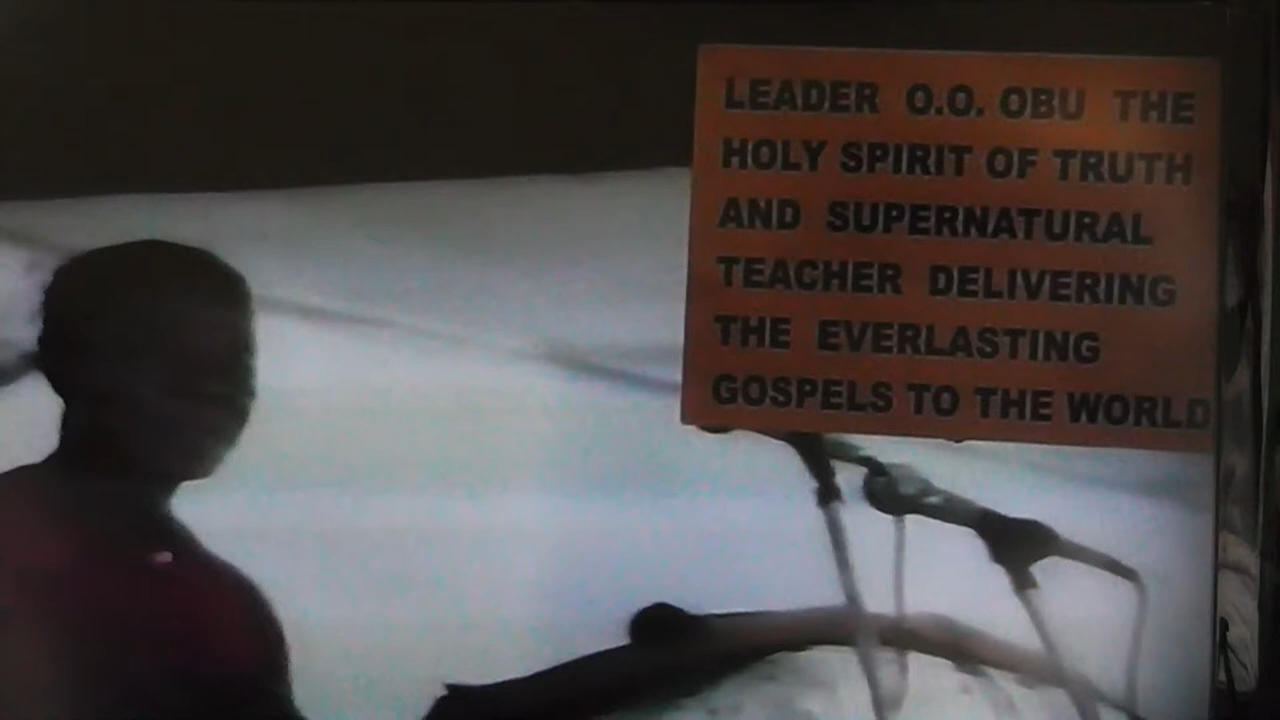 LEADER O.O. OBU THE
HOLY SPIRIT OF TRUTH
AND SUPERNATURAL
TEACHER DELIVERING
THE EVERLASTING
GOSPELS TO THE WORLD